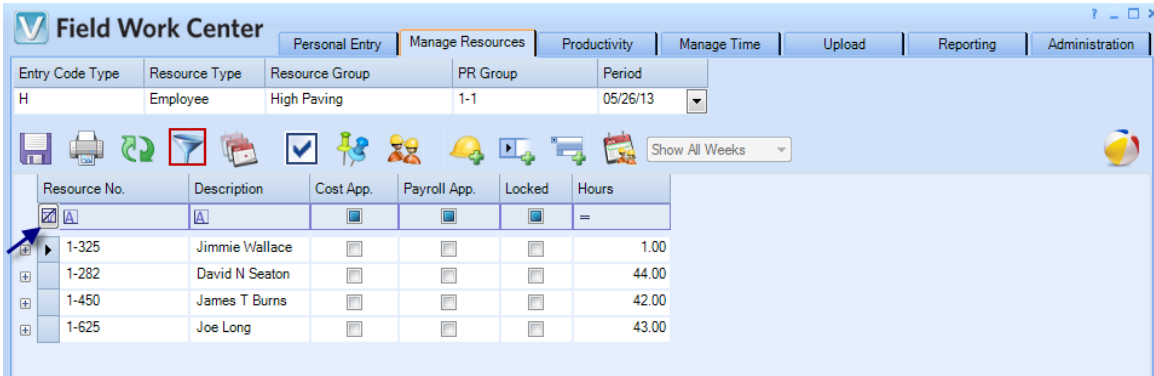 V Field Work Center
Personal Entry Manage Resources Productivity Manage Time Upload Reporting Administration
Entry Code Type Resource Type Resource Group PR Group Period
H Employee High Paving 1-1 05/26/13
Show All Weeks
Resource No. Description Cost App. Payroll App. Locked Hours
A A =
1-325 Jimmie Wallace 1.00
1-282 David N Seaton 44.00
1-450 James T Burns 42.00
1-625 Joe Long 43.00